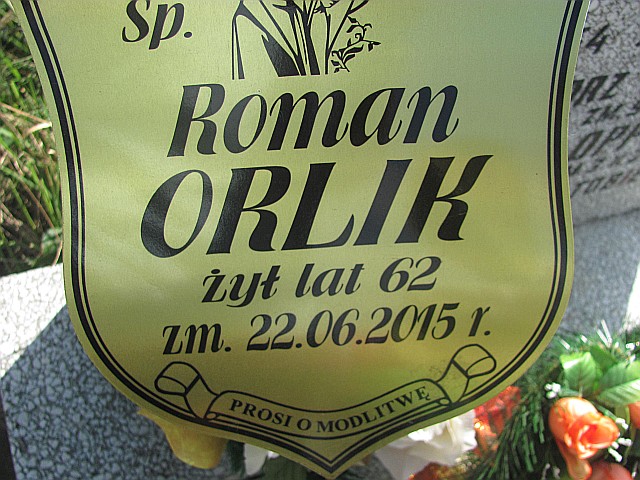 Sp.
Roman
ORLIK
żył lat 62
zm. 22.06.2015 r.
PROSI O MODLITWĘ